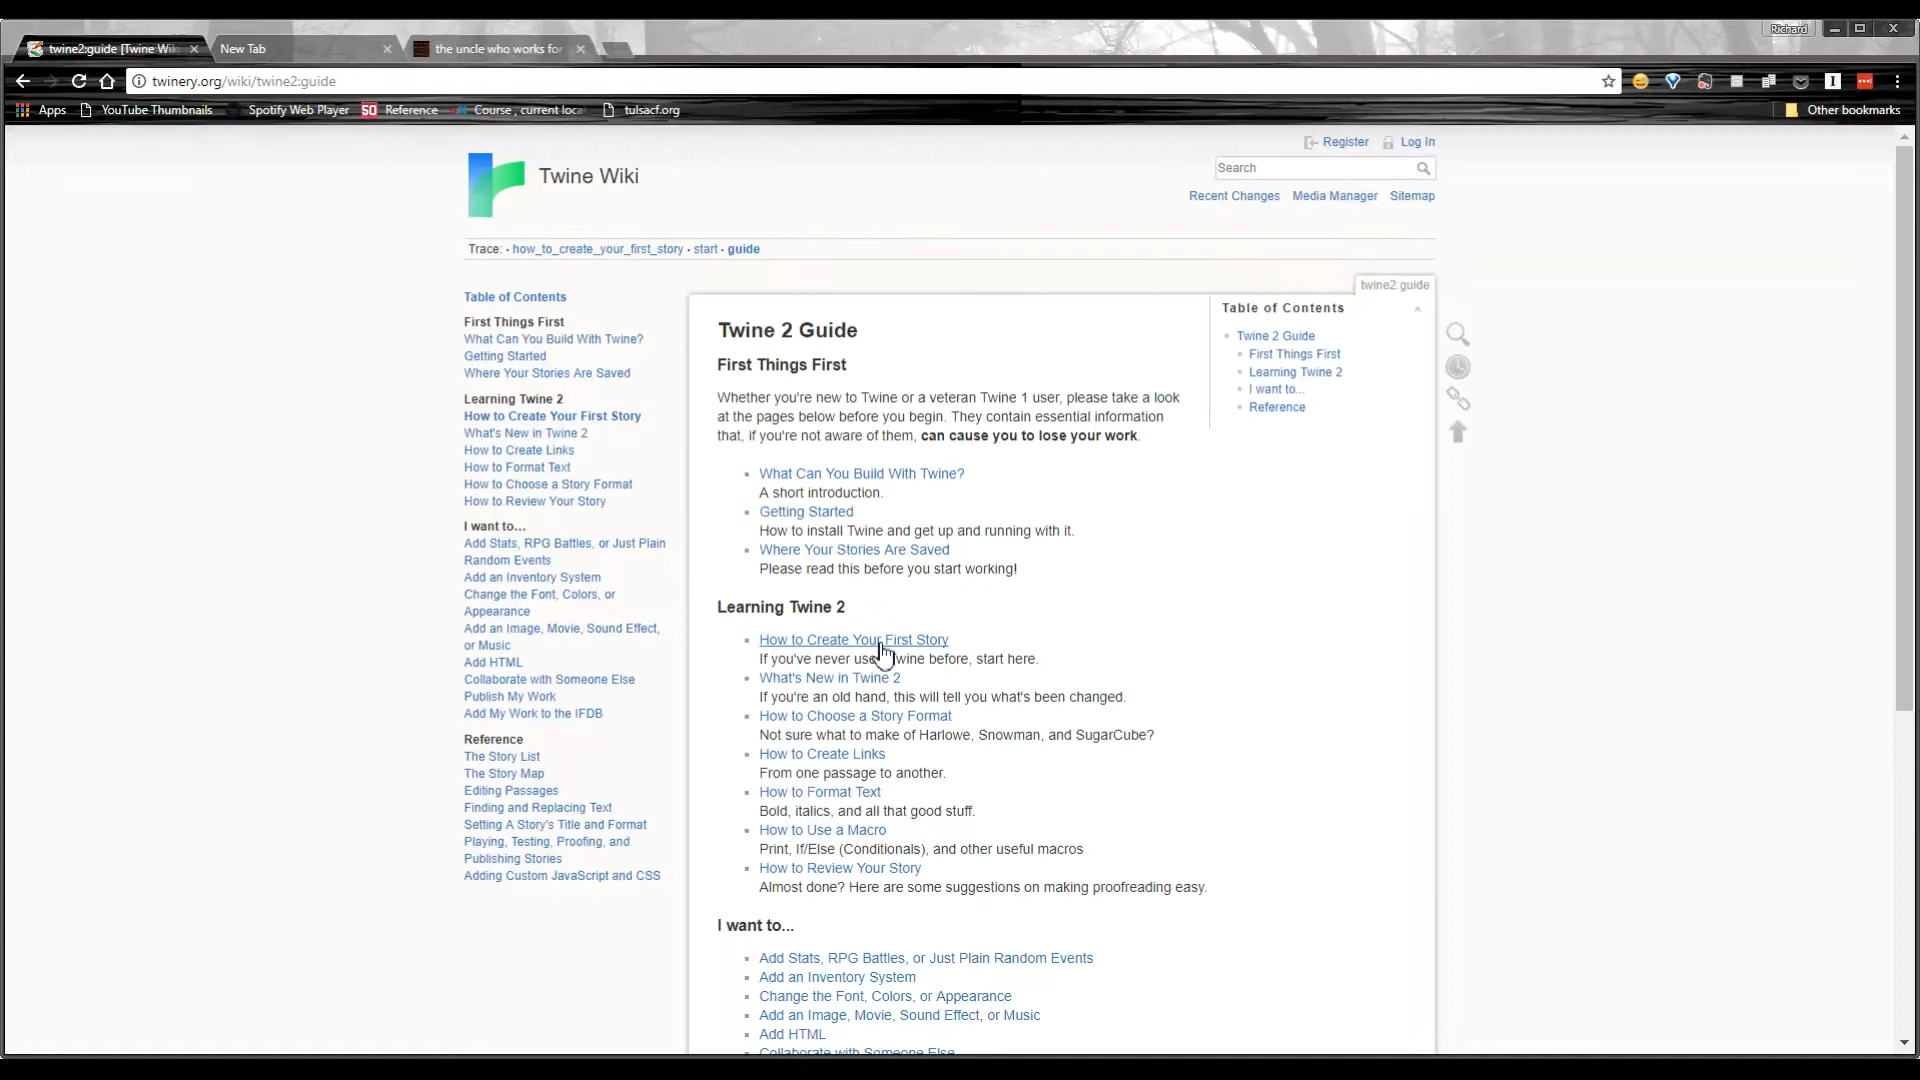 Richard
twine2:guide [Twine Wik
New Tab
the uncle who works for
twinery.org/wiki/twine2:guide
Apps
YouTube Thumbnails
Spotify Web Player
50
Reference
Course , current loca
tulsacf.org
Other bookmarks
Register
Log In
Twine Wiki
Search
Recent Changes
Media Manager
Sitemap
Trace: • how_to_create_your_first_story • start • guide
twine2:guide
Table of Contents
First Things First
What Can You Build With Twine?
Getting Started
Where Your Stories Are Saved
Learning Twine 2
How to Create Your First Story
What's New in Twine 2
How to Create Links
How to Format Text
How to Choose a Story Format
How to Review Your Story
I want to...
Add Stats, RPG Battles, or Just Plain
Random Events
Add an Inventory System
Change the Font, Colors, or
Appearance
Add an Image, Movie, Sound Effect,
or Music
Add HTML
Collaborate with Someone Else
Publish My Work
Add My Work to the IFDB
Reference
The Story List
The Story Map
Editing Passages
Finding and Replacing Text
Setting A Story's Title and Format
Playing, Testing, Proofing, and
Publishing Stories
Adding Custom JavaScript and CSS
Twine 2 Guide
First Things First
Whether you're new to Twine or a veteran Twine 1 user, please take a look
at the pages below before you begin. They contain essential information
that, if you're not aware of them, can cause you to lose your work.
What Can You Build With Twine?
A short introduction.
Getting Started
How to install Twine and get up and running with it.
Where Your Stories Are Saved
Please read this before you start working!
Learning Twine 2
How to Create Your First Story
If you've never use wine before, start here.
What's New in Twine 2
If you're an old hand, this will tell you what's been changed.
How to Choose a Story Format
Not sure what to make of Harlowe, Snowman, and SugarCube?
How to Create Links
From one passage to another.
How to Format Text
Bold, italics, and all that good stuff.
How to Use a Macro
Print, If/Else (Conditionals), and other useful macros
How to Review Your Story
Almost done? Here are some suggestions on making proofreading easy.
I want to...
Add Stats, RPG Battles, or Just Plain Random Events
Add an Inventory System
Change the Font, Colors, or Appearance
Add an Image, Movie, Sound Effect, or Music
Add HTML
Collaborate with Someone Else
Table of Contents
Twine 2 Guide
First Things First
Learning Twine 2
I want to...
Reference